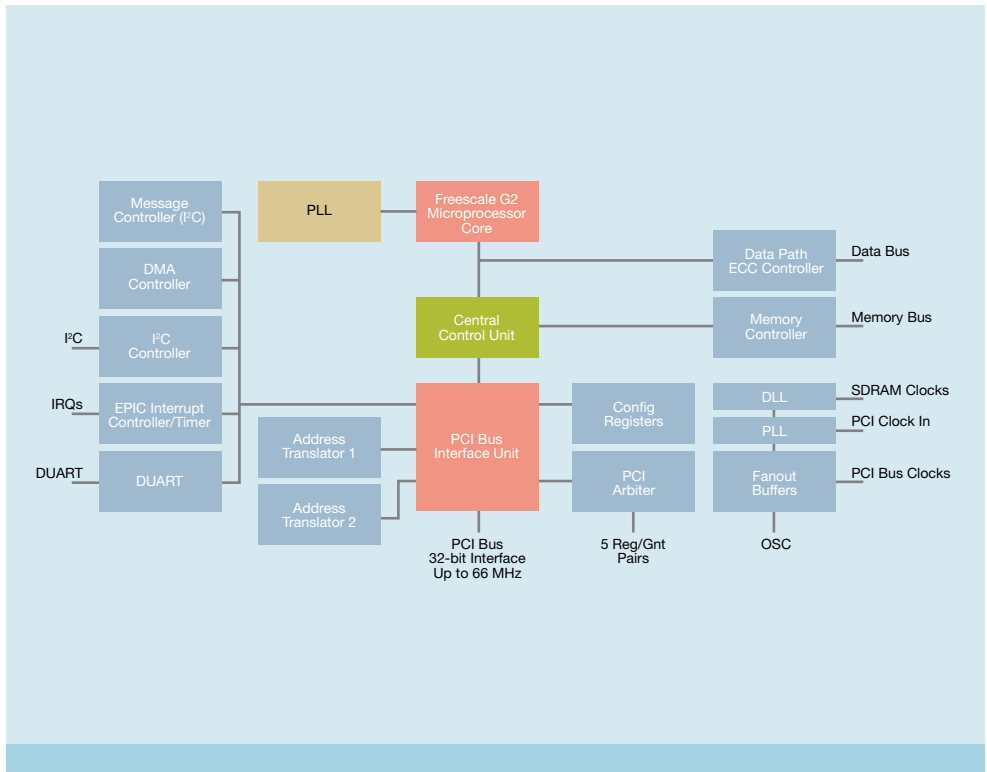 Message
Controller (I²C)
DMA
Controller
I²C
I²C
Controller
IRQs
EPIC Interrupt
Controller/Timer
DUART
DUART
PLL
Freescale G2
Microprocessor
Core
Central
Control Unit
PCI Bus
Interface Unit
Address
Translator 1
Address
Translator 2
Config
Registers
PCI
Arbiter
PCI Bus
32-bit Interface
Up to 66 MHz
5 Reg/Gnt
Pairs
Data Path
ECC Controller
Data Bus
Memory
Controller
Memory Bus
DLL
SDRAM Clocks
PLL
PCI Clock In
Fanout
Buffers
PCI Bus Clocks
OSC